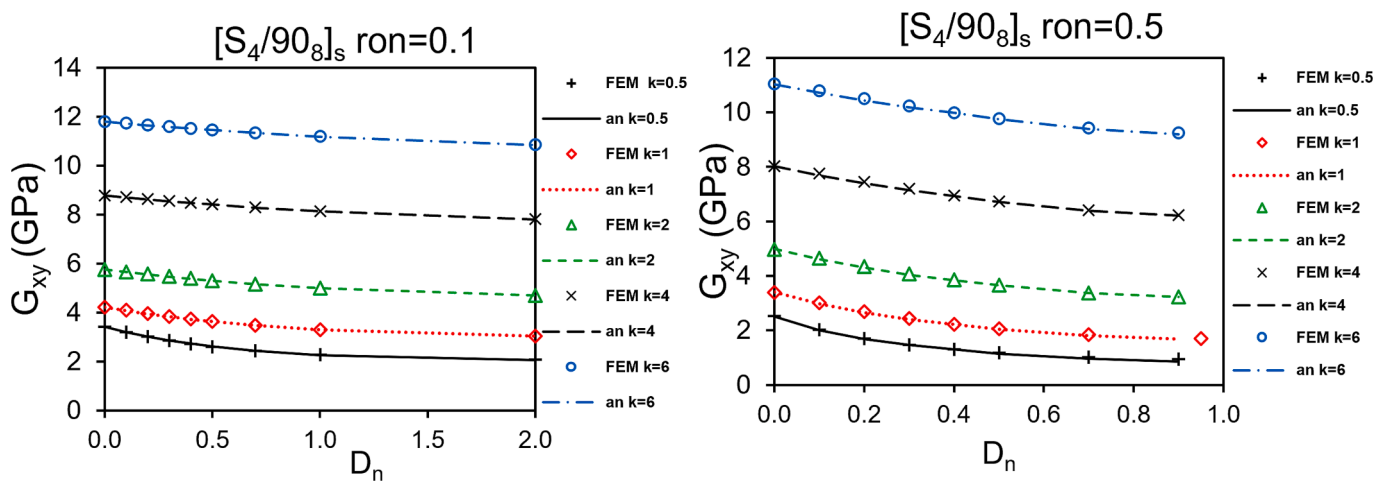 [S₄/90₈]ₛ ron=0.1
G_xy (GPa)
14
12
10
8
6
4
2
0
0.0 0.5 1.0 1.5 2.0
Dₙ
FEM k=0.5
an k=0.5
FEM k=1
an k=1
FEM k=2
an k=2
FEM k=4
an k=4
FEM k=6
an k=6
[S₄/90₈]ₛ ron=0.5
G_xy (GPa)
12
10
8
6
4
2
0
0.0 0.2 0.4 0.6 0.8 1.0
Dₙ
FEM k=0.5
an k=0.5
FEM k=1
an k=1
FEM k=2
an k=2
FEM k=4
an k=4
FEM k=6
an k=6